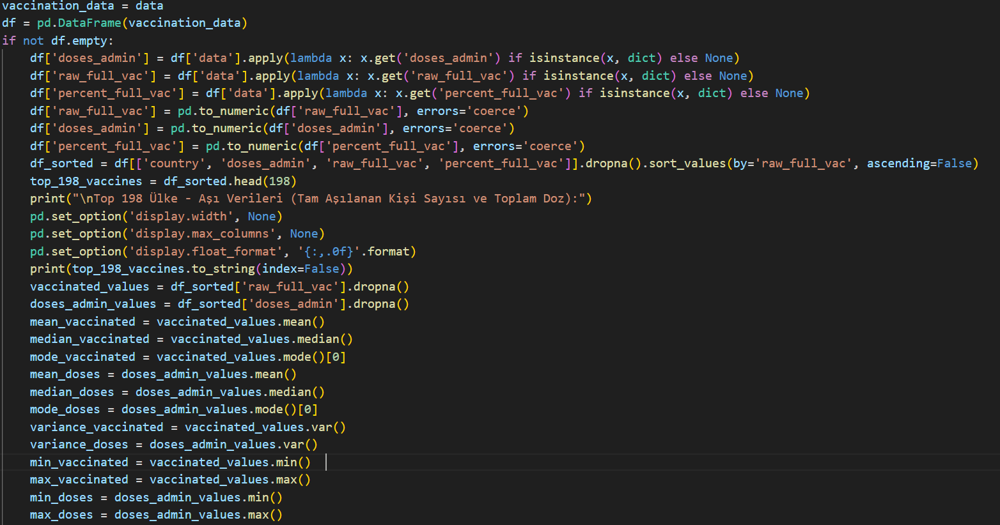 vaccination_data = data
df = pd.DataFrame(vaccination_data)
if not df.empty:
    df['doses_admin'] = df['data'].apply(lambda x: x.get('doses_admin') if isinstance(x, dict) else None)
    df['raw_full_vac'] = df['data'].apply(lambda x: x.get('raw_full_vac') if isinstance(x, dict) else None)
    df['percent_full_vac'] = df['data'].apply(lambda x: x.get('percent_full_vac') if isinstance(x, dict) else None)
    df['raw_full_vac'] = pd.to_numeric(df['raw_full_vac'], errors='coerce')
    df['doses_admin'] = pd.to_numeric(df['doses_admin'], errors='coerce')
    df['percent_full_vac'] = pd.to_numeric(df['percent_full_vac'], errors='coerce')
    df_sorted = df[['country', 'doses_admin', 'raw_full_vac', 'percent_full_vac']].dropna().sort_values(by='raw_full_vac', ascending=False)
    top_198_vaccines = df_sorted.head(198)
    print("\nTop 198 Ülke - Aşı Verileri (Tam Aşılanan Kişi Sayısı ve Toplam Doz):")
    pd.set_option('display.width', None)
    pd.set_option('display.max_columns', None)
    pd.set_option('display.float_format', '{:,.0f}'.format)
    print(top_198_vaccines.to_string(index=False))
    vaccinated_values = df_sorted['raw_full_vac'].dropna()
    doses_admin_values = df_sorted['doses_admin'].dropna()
    mean_vaccinated = vaccinated_values.mean()
    median_vaccinated = vaccinated_values.median()
    mode_vaccinated = vaccinated_values.mode()[0]
    mean_doses = doses_admin_values.mean()
    median_doses = doses_admin_values.median()
    mode_doses = doses_admin_values.mode()[0]
    variance_vaccinated = vaccinated_values.var()
    variance_doses = doses_admin_values.var()
    min_vaccinated = vaccinated_values.min()
    max_vaccinated = vaccinated_values.max()
    min_doses = doses_admin_values.min()
    max_doses = doses_admin_values.max()